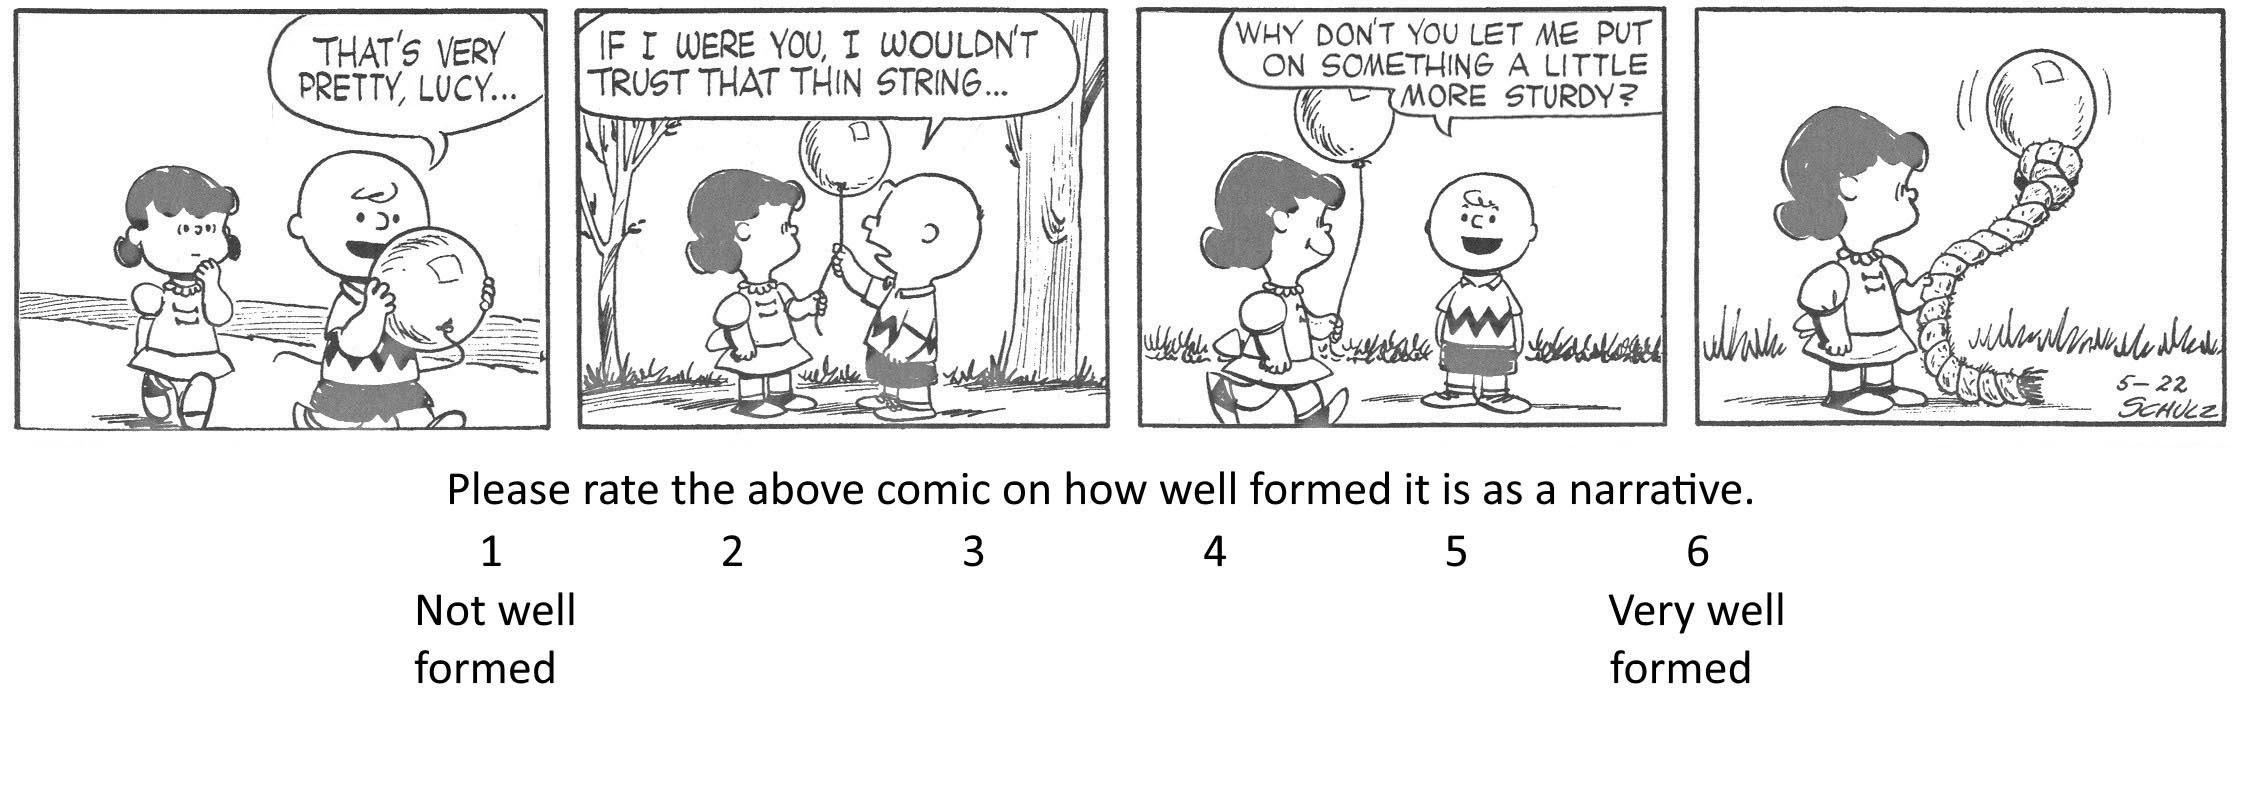 THAT'S VERY
PRETTY, LUCY...
IF I WERE YOU, I WOULDN'T
TRUST THAT THIN STRING...
WHY DON'T YOU LET ME PUT
ON SOMETHING A LITTLE
MORE STURDY?
5-22
SCHULZ
Please rate the above comic on how well formed it is as a narrative.
1 2 3 4 5 6
Not well Very well
formed formed